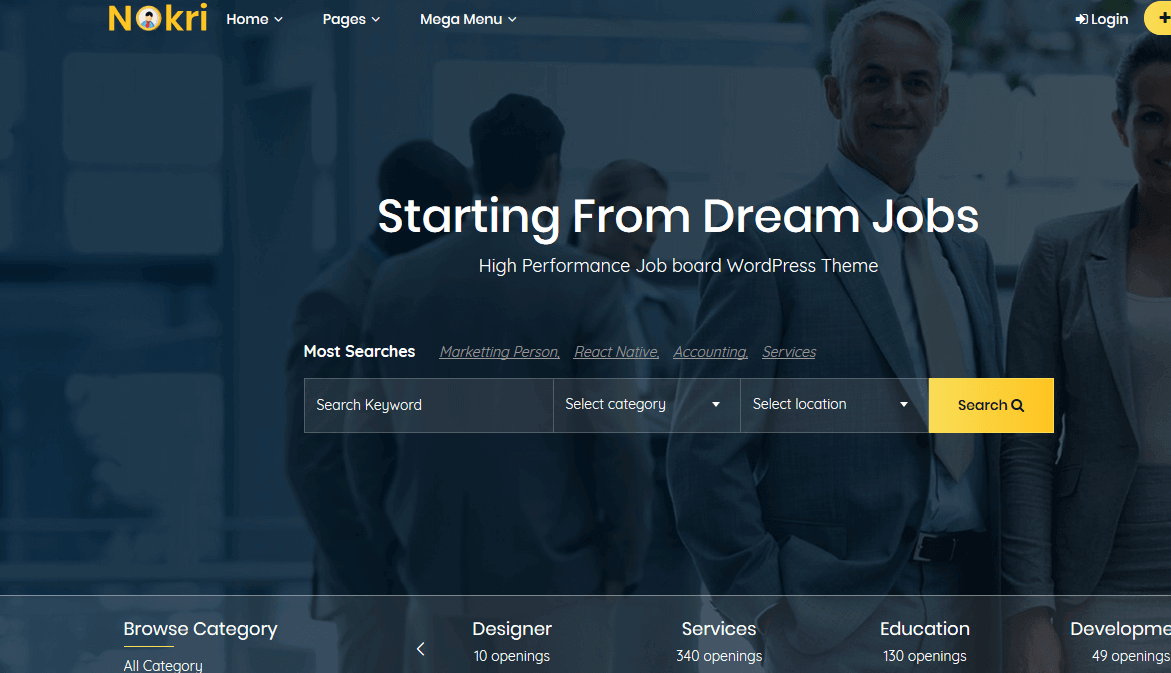 Nokri Home Pages Mega Menu Login +
Starting From Dream Jobs
High Performance Job board WordPress Theme
Most Searches Marketting Person, React Native, Accounting, Services
Search Keyword Select category Select location Search
Browse Category Designer Services Education Developme
All Category 10 openings 340 openings 130 openings 49 openings